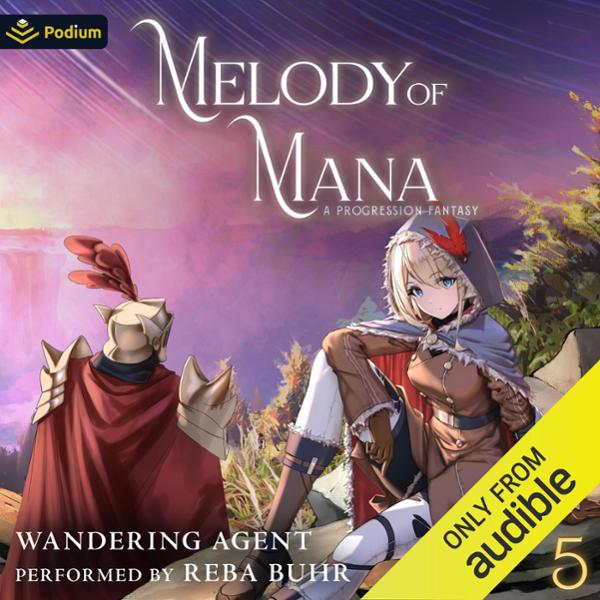 Podium
MELODY OF
MANA
A PROGRESSION FANTASY
WANDERING AGENT
PERFORMED BY REBA BUHR
ONLY FROM
audible
5